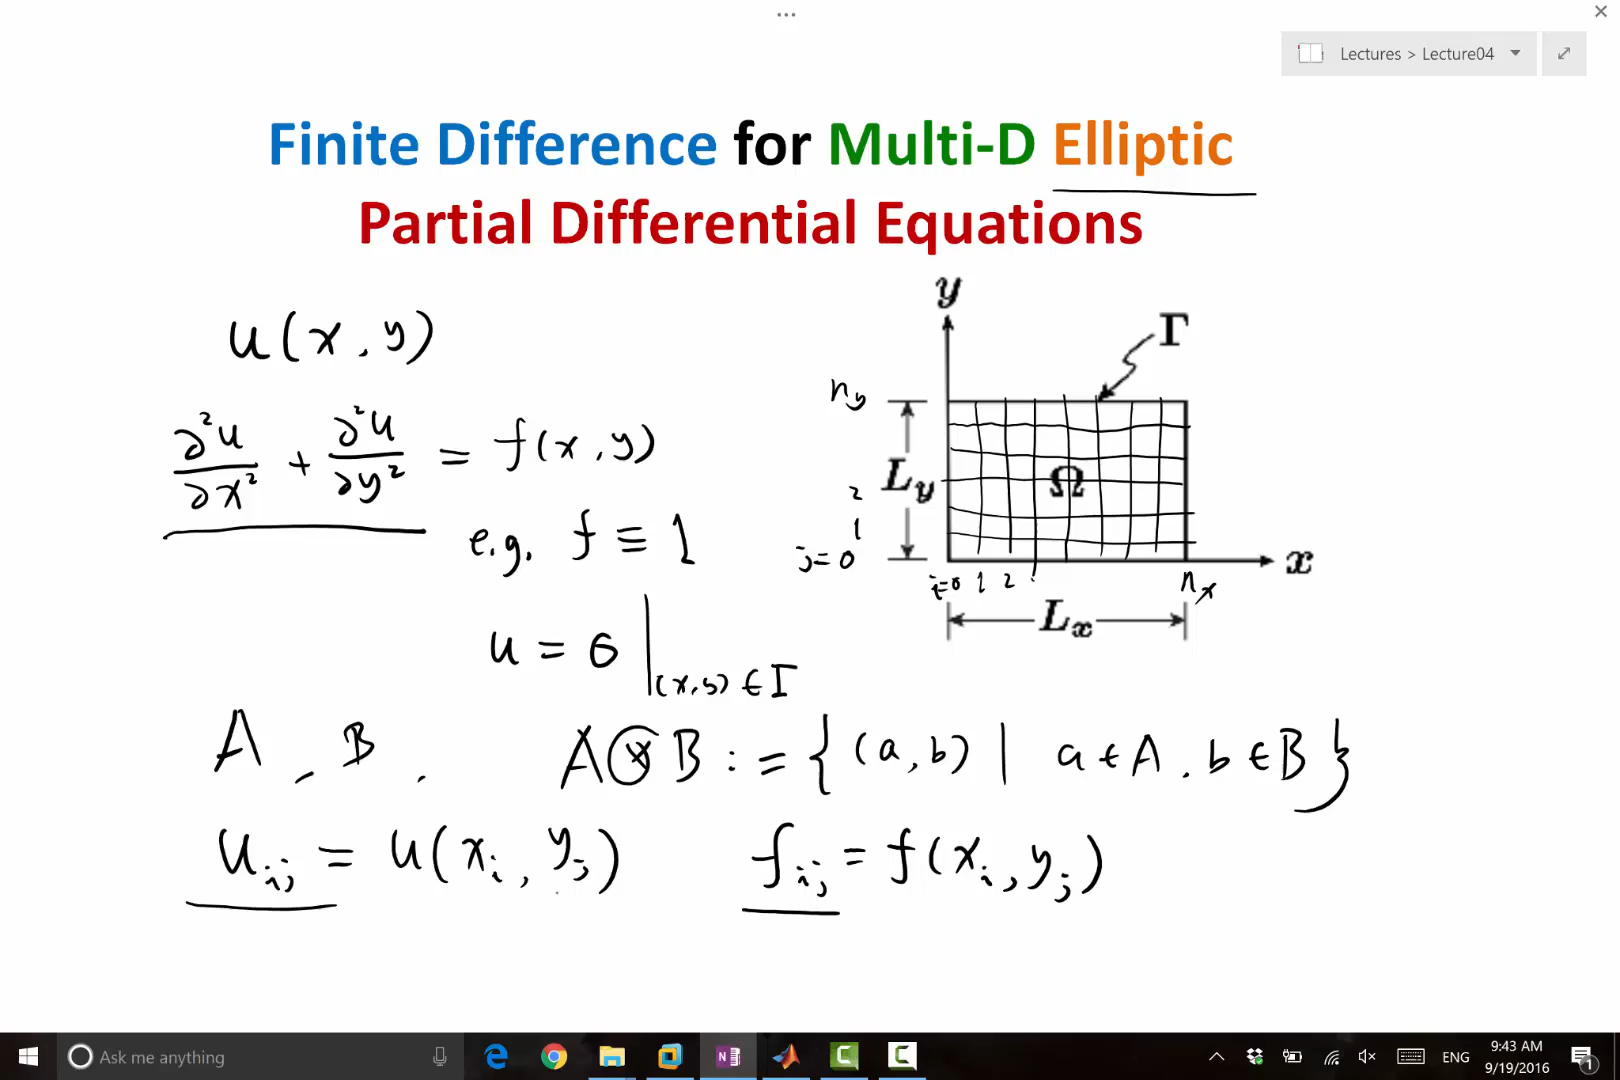 Lectures > Lecture04
Finite Difference for Multi-D Elliptic
Partial Differential Equations
u(x,y)
∂²u/∂x² + ∂²u/∂y² = f(x,y)
e.g. f ≡ 1
u = 0 |(x,y) ∈ Γ
y
Γ
n_y
L_y
Ω
2
1
j=0
x
i=0 1 2
n_x
L_x
A , B , A⊗B := { (a,b) | a ∈ A, b ∈ B }
u_ij = u(x_i, y_j) f_ij = f(x_i, y_j)
Ask me anything
ENG
9:43 AM
9/19/2016
1